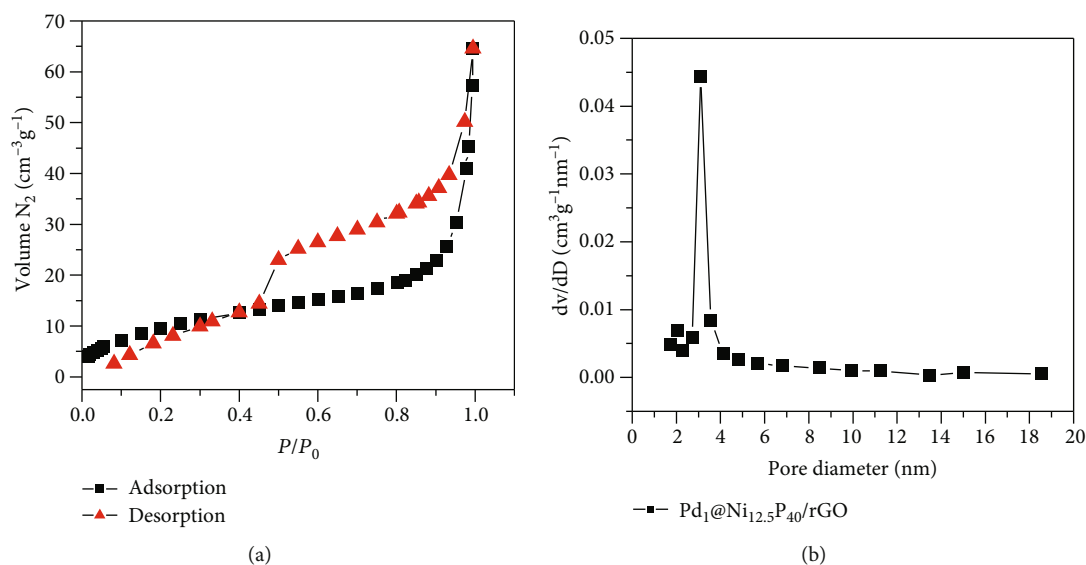 70
60
50
40
30
20
10
0
Volume N₂ (cm⁻³g⁻¹)
0.0 0.2 0.4 0.6 0.8 1.0
P/P₀
Adsorption
Desorption
(a)
0.05
0.04
0.03
0.02
0.01
0.00
dv/dD (cm³g⁻¹nm⁻¹)
0 2 4 6 8 10 12 14 16 18 20
Pore diameter (nm)
Pd₁@Ni₁₂.₅P₄₀/rGO
(b)